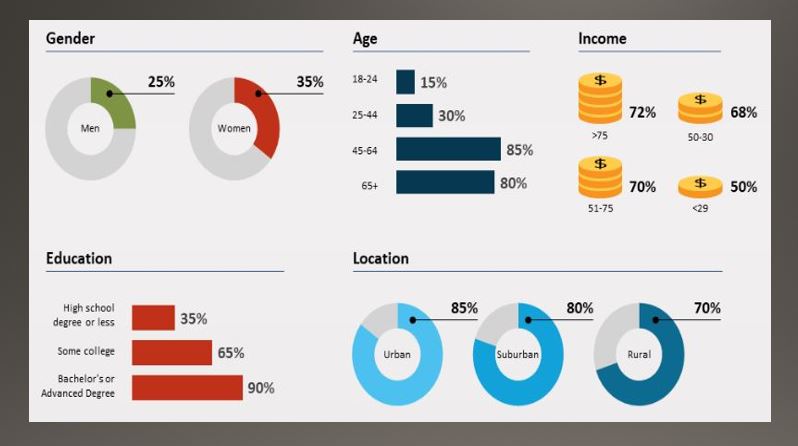 Gender
25%
Men
35%
Women
Age
18-24
15%
25-44
30%
45-64
85%
65+
80%
Income
$
72%
>75
$
68%
50-30
$
70%
51-75
$
50%
<29
Education
High school
degree or less
35%
Some college
65%
Bachelor's or
Advanced Degree
90%
Location
85%
Urban
80%
Suburban
70%
Rural